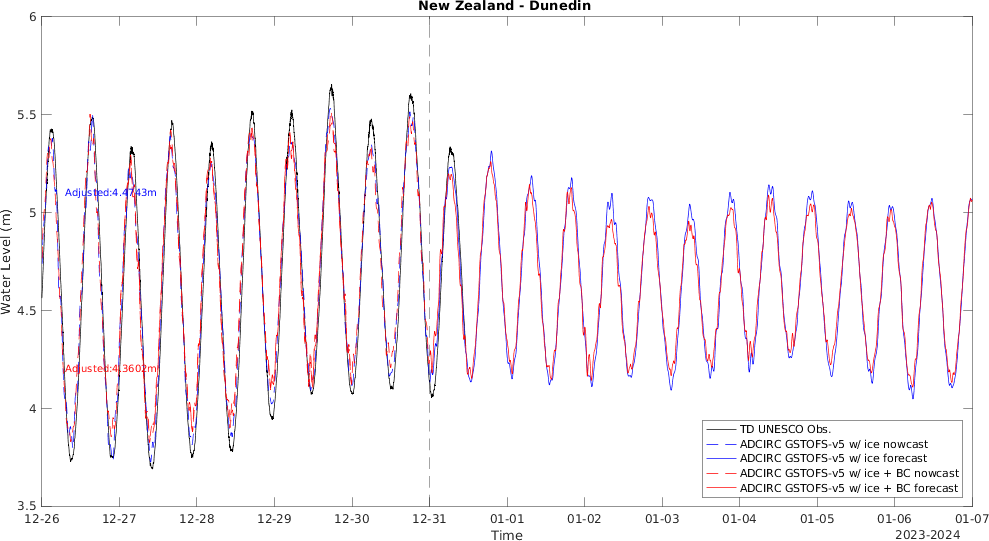 New Zealand - Dunedin
6
5.5
5
4.5
4
3.5
Water Level (m)
Adjusted:4.4743m
Adjusted:4.3602m
TD UNESCO Obs.
ADCIRC GSTOFS-v5 w/ ice nowcast
ADCIRC GSTOFS-v5 w/ ice forecast
ADCIRC GSTOFS-v5 w/ ice + BC nowcast
ADCIRC GSTOFS-v5 w/ ice + BC forecast
12-26 12-27 12-28 12-29 12-30 12-31 01-01 01-02 01-03 01-04 01-05 01-06 01-07
Time
2023-2024